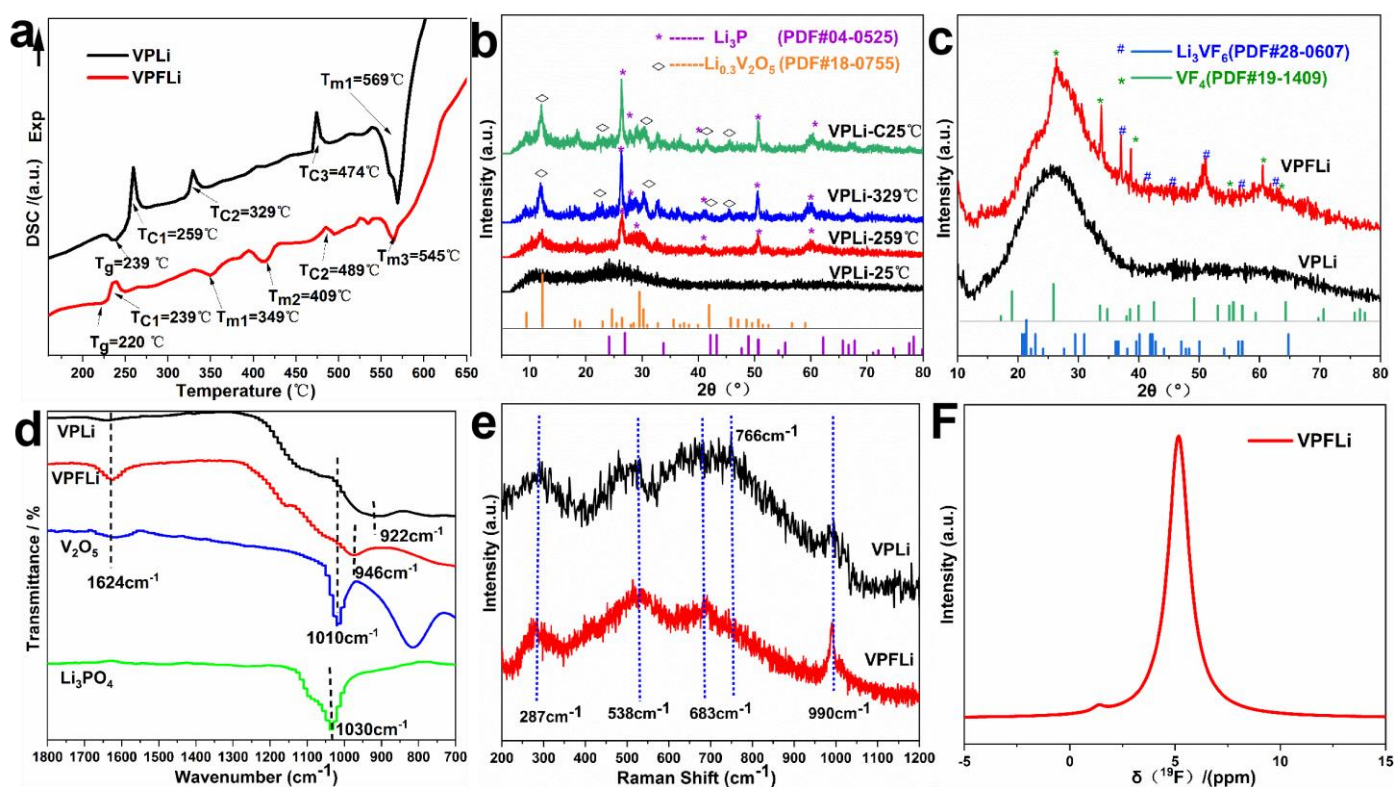 a
DSC/(a.u.) Exp
VPLi
VPFLi
Tm1=569℃
TC3=474℃
TC2=329℃
TC1=259℃
Tg=239 ℃
Tm3=545℃
TC2=489℃
Tm2=409℃
TC1=239℃
Tm1=349℃
Tg=220 ℃
200 250 300 350 400 450 500 550 600 650
Temperature (℃)
b
Intensity (a.u.)
* ------ Li3P (PDF#04-0525)
◇ ------ Li0.3V2O5 (PDF#18-0755)
VPLi-C25℃
VPLi-329℃
VPLi-259℃
VPLi-25℃
0 10 20 30 40 50 60 70 80
2θ (°)
c
Intensity (a.u.)
# Li3VF6(PDF#28-0607)
* VF4(PDF#19-1409)
VPFLi
VPLi
10 20 30 40 50 60 70 80
2θ (°)
d
Transmittance / %
VPLi
VPFLi
V2O5
Li3PO4
922cm-1
946cm-1
1624cm-1
1010cm-1
1030cm-1
1800 1700 1600 1500 1400 1300 1200 1100 1000 900 800 700
Wavenumber (cm-1)
e
Intensity (a.u.)
766cm-1
VPLi
VPFLi
287cm-1 538cm-1 683cm-1 990cm-1
200 300 400 500 600 700 800 900 1000 1100 1200
Raman Shift (cm-1)
F
Intensity (a.u.)
VPFLi
-5 0 5 10 15
δ (19F) /(ppm)